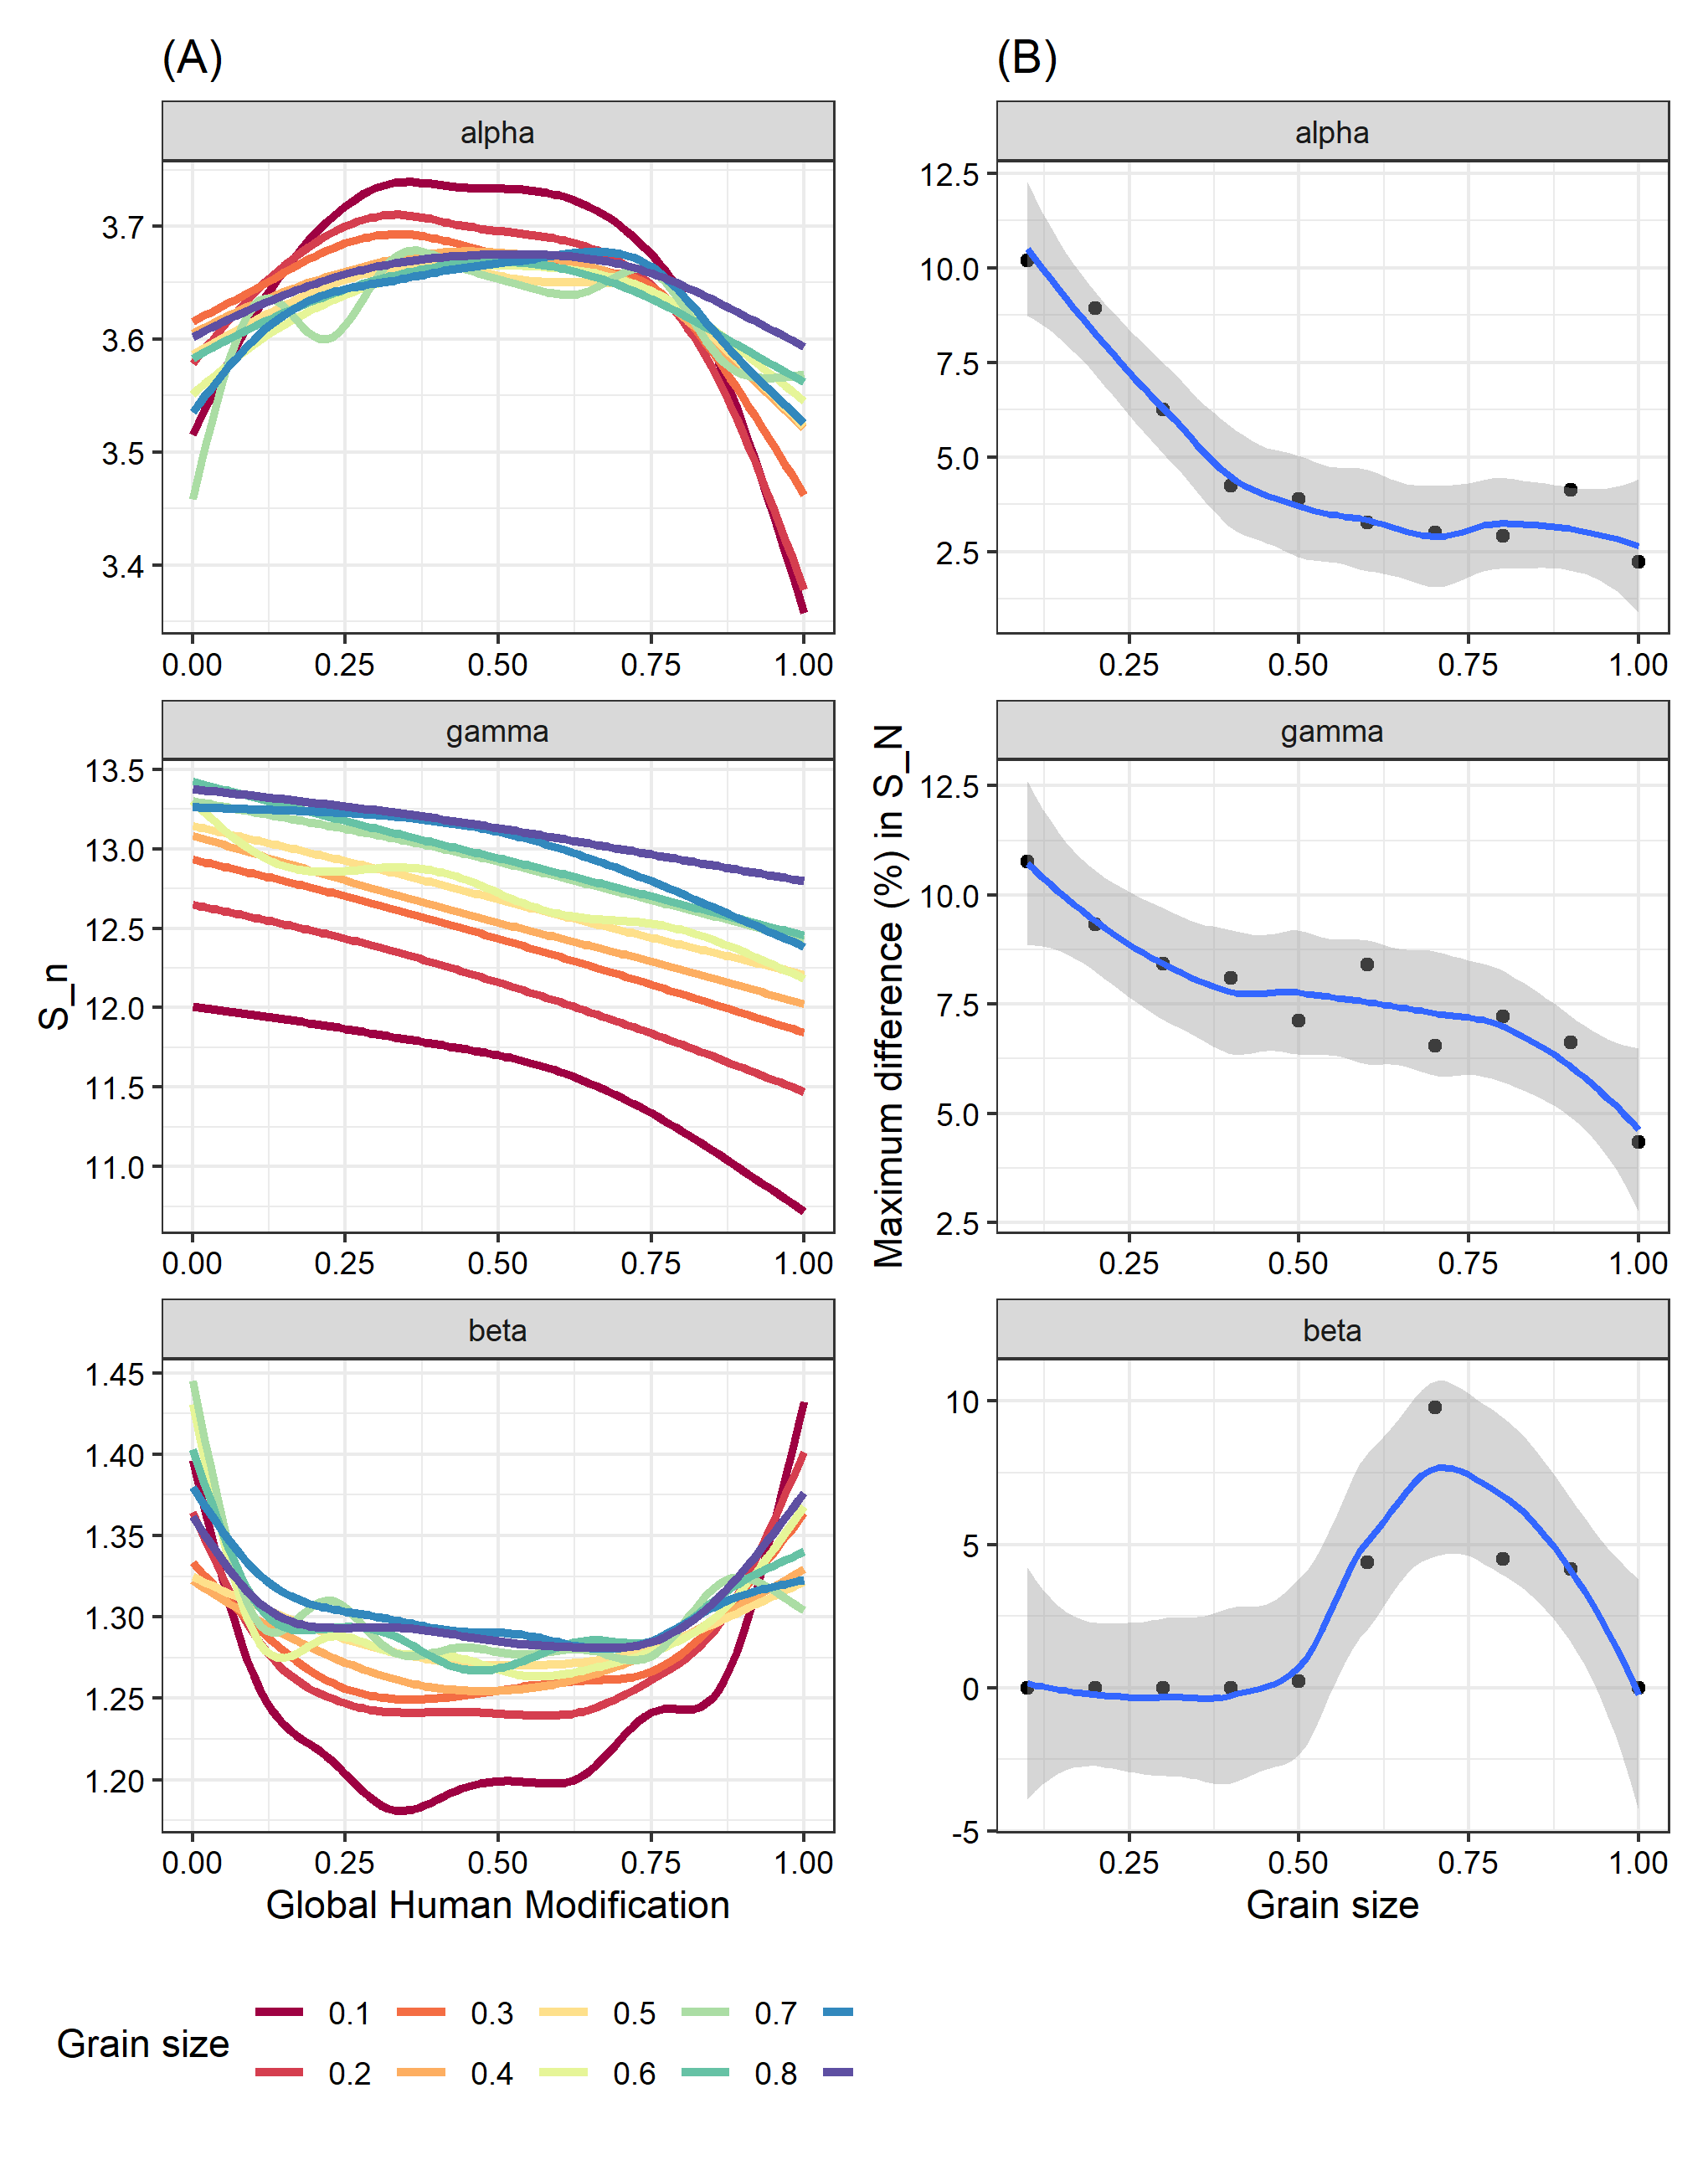 (A)
(B)
alpha
3.7
3.6
3.5
3.4
0.00 0.25 0.50 0.75 1.00
alpha
12.5
10.0
7.5
5.0
2.5
0.25 0.50 0.75 1.00
S_n
gamma
13.5
13.0
12.5
12.0
11.5
11.0
0.00 0.25 0.50 0.75 1.00
Maximum difference (%) in S_N
gamma
12.5
10.0
7.5
5.0
2.5
0.25 0.50 0.75 1.00
beta
1.45
1.40
1.35
1.30
1.25
1.20
0.00 0.25 0.50 0.75 1.00
Global Human Modification
beta
10
5
0
-5
0.25 0.50 0.75 1.00
Grain size
Grain size
0.1 0.3 0.5 0.7
0.2 0.4 0.6 0.8